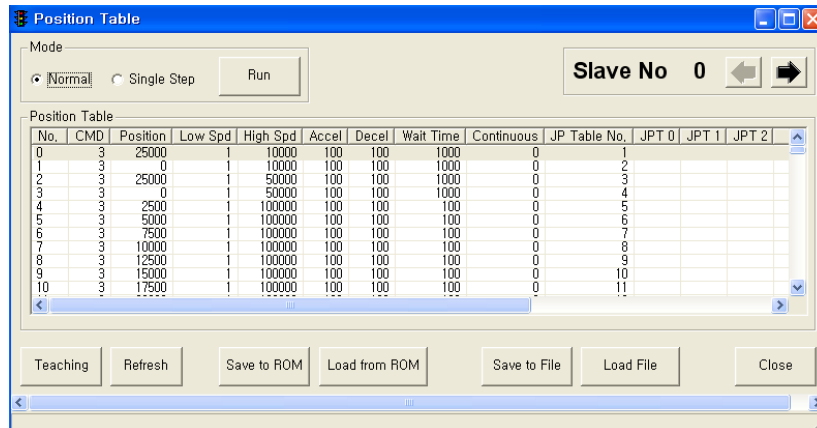 Position Table
Mode
Normal Single Step Run
Slave No 0
Position Table
No. CMD Position Low Spd High Spd Accel Decel Wait Time Continuous JP Table No. JPT 0 JPT 1 JPT 2
0 3 25000 1 10000 100 100 1000 0 1
1 3 0 1 10000 100 100 1000 0 2
2 3 25000 1 50000 100 100 1000 0 3
3 3 0 1 50000 100 100 1000 0 4
4 3 2500 1 100000 100 100 100 0 5
5 3 5000 1 100000 100 100 100 0 6
6 3 7500 1 100000 100 100 100 0 7
7 3 10000 1 100000 100 100 100 0 8
8 3 12500 1 100000 100 100 100 0 9
9 3 15000 1 100000 100 100 100 0 10
10 3 17500 1 100000 100 100 100 0 11
Teaching Refresh Save to ROM Load from ROM Save to File Load File Close